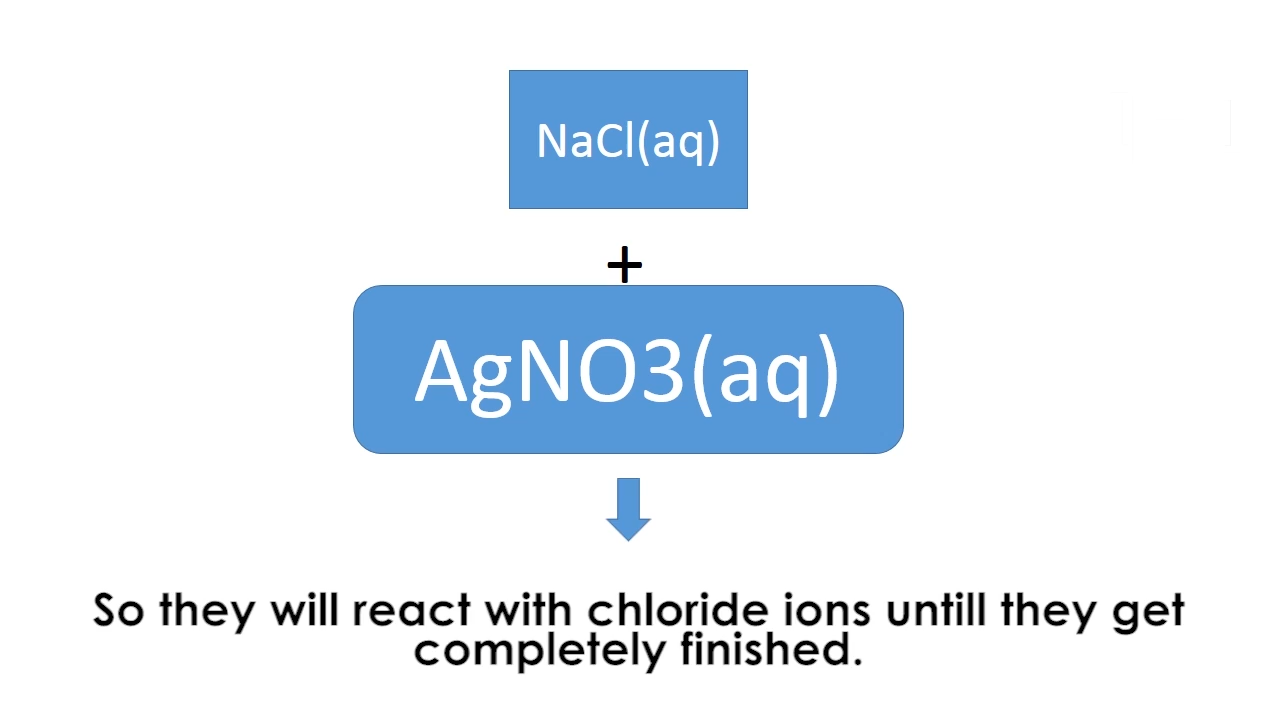 NaCl(aq)
+
AgNO3(aq)
So they will react with chloride ions untill they get
completely finished.